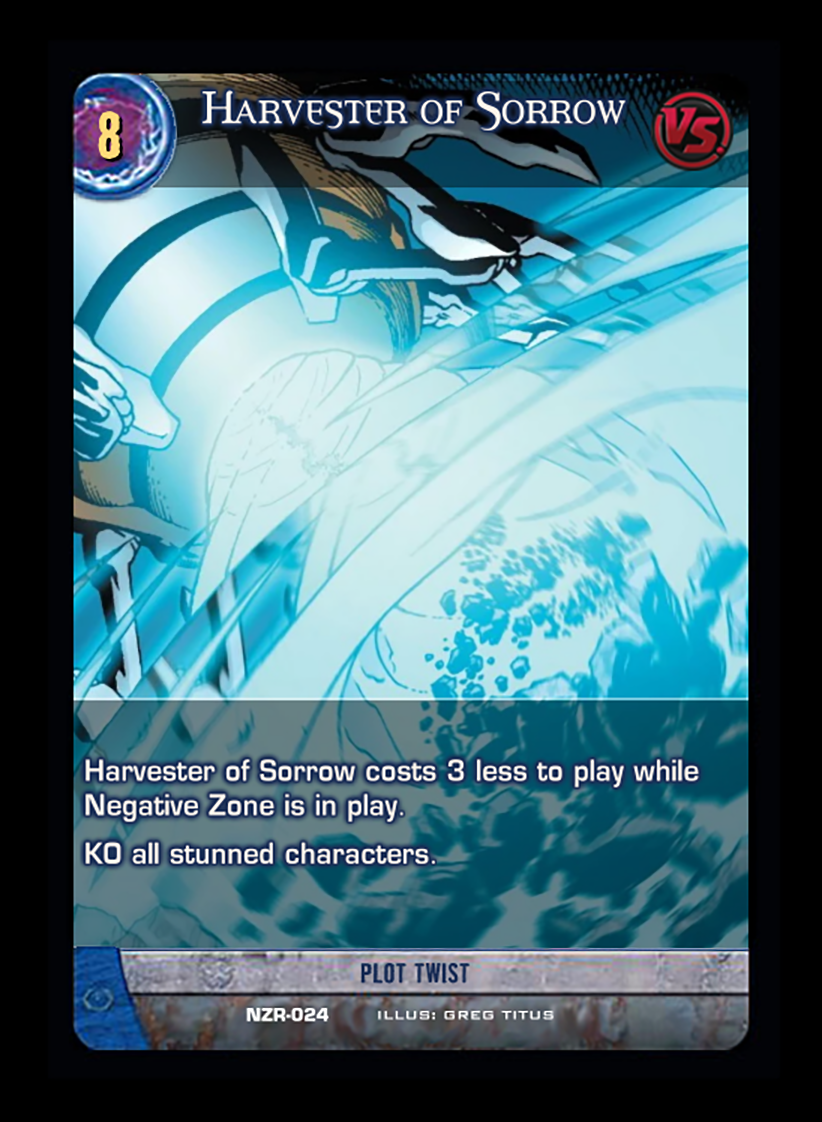 8
Harvester of Sorrow
VS.
Harvester of Sorrow costs 3 less to play while
Negative Zone is in play.
KO all stunned characters.
PLOT TWIST
NZR-024 ILLUS: GREG TITUS